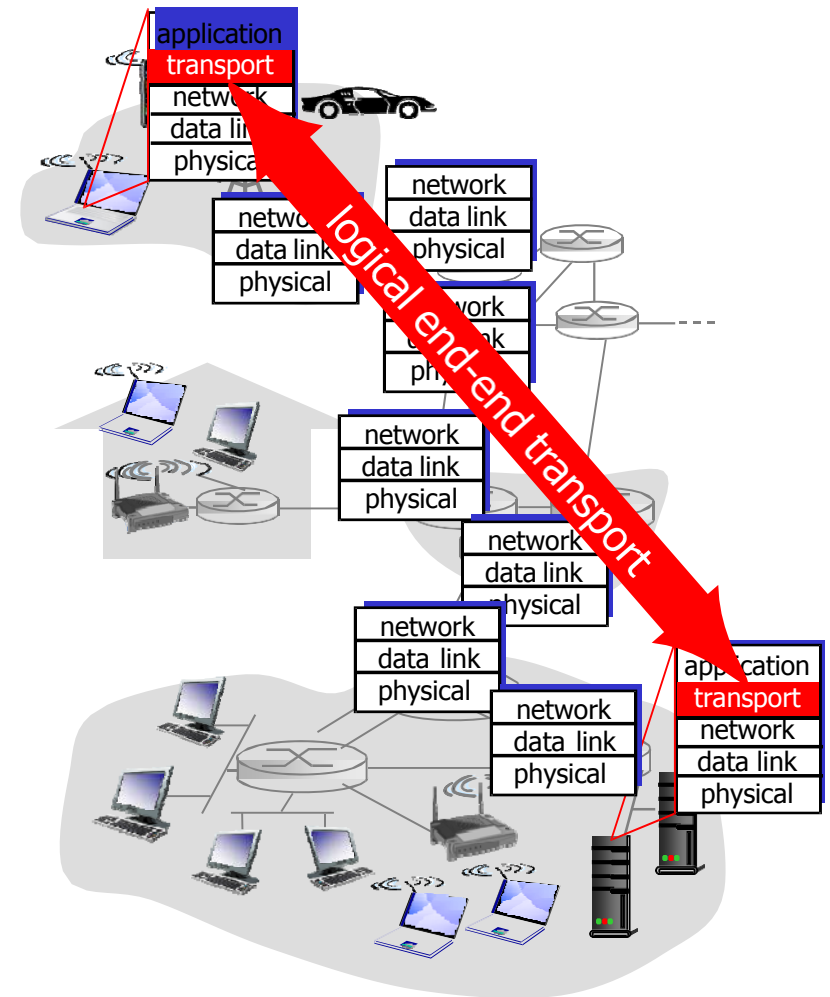 application
transport
network
data link
physical
network
data link
physical
network
data link
physical
logical end-end transport
network
data link
physical
network
data link
physical
network
data link
physical
network
data link
physical
application
transport
network
data link
physical